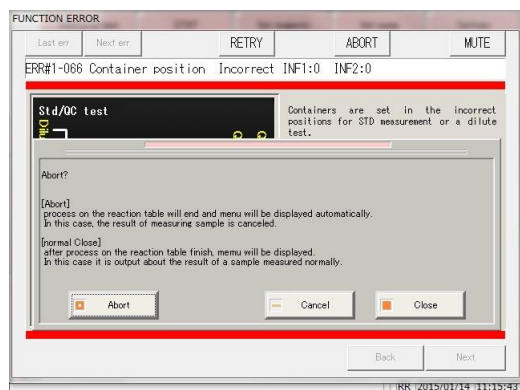 FUNCTION ERROR
Last err Next err RETRY ABORT MUTE
ERR#1-066 Container position Incorrect INF1:0 INF2:0
Std/QC test
Containers are set in the incorrect
positions for STD measurement or a dilute
test.
Abort?
[Abort]
process on the reaction table will end and menu will be displayed automatically.
In this case, the result of measuring sample is canceled.
[normal Close]
after process on the reaction table finish, memu will be displayed.
In this case it is output about the result of a sample measured normally.
Abort Cancel Close
Back Next
RR 2015/01/14 11:15:43